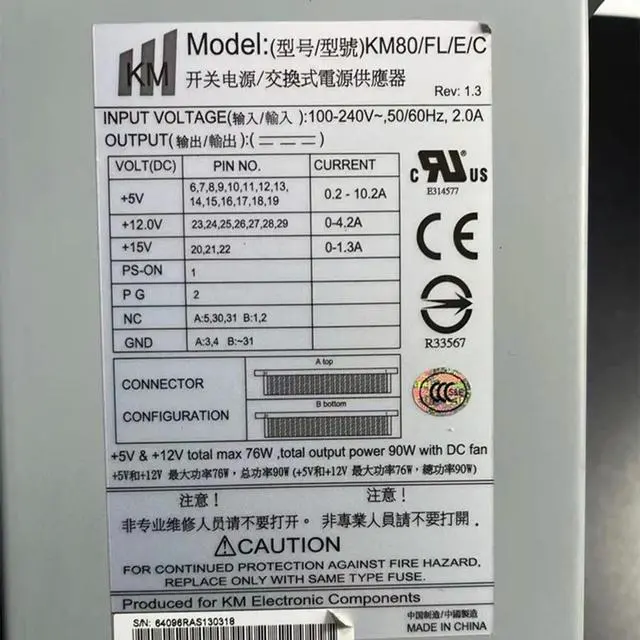 KM
Model:(型号/型號)KM80/FL/E/C
开关电源/交換式電源供應器
Rev: 1.3
INPUT VOLTAGE(输入/輸入):100-240V~,50/60Hz, 2.0A
OUTPUT(输出/輸出):(⎓)
VOLT(DC) PIN NO. CURRENT
+5V 6,7,8,9,10,11,12,13, 0.2 - 10.2A
14,15,16,17,18,19
+12.0V 23,24,25,26,27,28,29 0-4.2A
+15V 20,21,22 0-1.3A
PS-ON 1
P G 2
NC A:5,30,31 B:1,2
GND A:3,4 B:~31
c RU US
E314577
CE
R33567
CCC S&E
CONNECTOR
CONFIGURATION
A top
B bottom
+5V & +12V total max 76W ,total output power 90W with DC fan
+5V和+12V 最大功率76W，总功率90W (+5V和+12V 最大功率76W，總功率90W)
注意! 注意!
非专业维修人员请不要打开。 非專業人員請不要打開.
⚠CAUTION
FOR CONTINUED PROTECTION AGAINST FIRE HAZARD,
REPLACE ONLY WITH SAME TYPE FUSE.
Produced for KM Electronic Components
中国制造/中國製造
MADE IN CHINA
S/N: 64096RAS130318